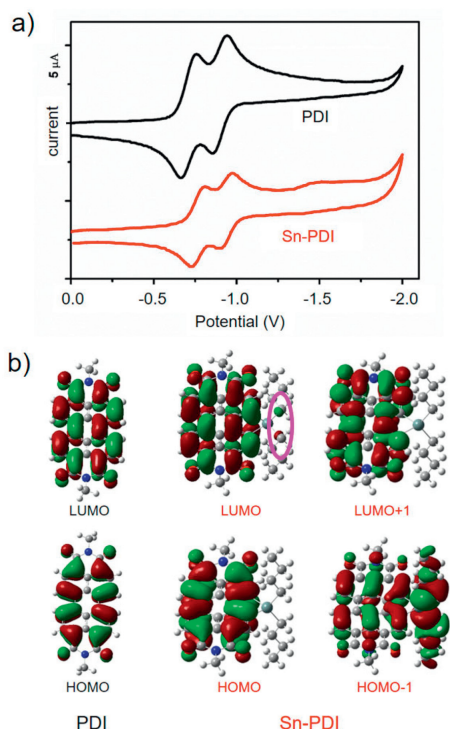 a)
5 μA
current
PDI
Sn-PDI
0.0 -0.5 -1.0 -1.5 -2.0
Potential (V)
b)
LUMO LUMO LUMO+1
HOMO HOMO HOMO-1
PDI Sn-PDI